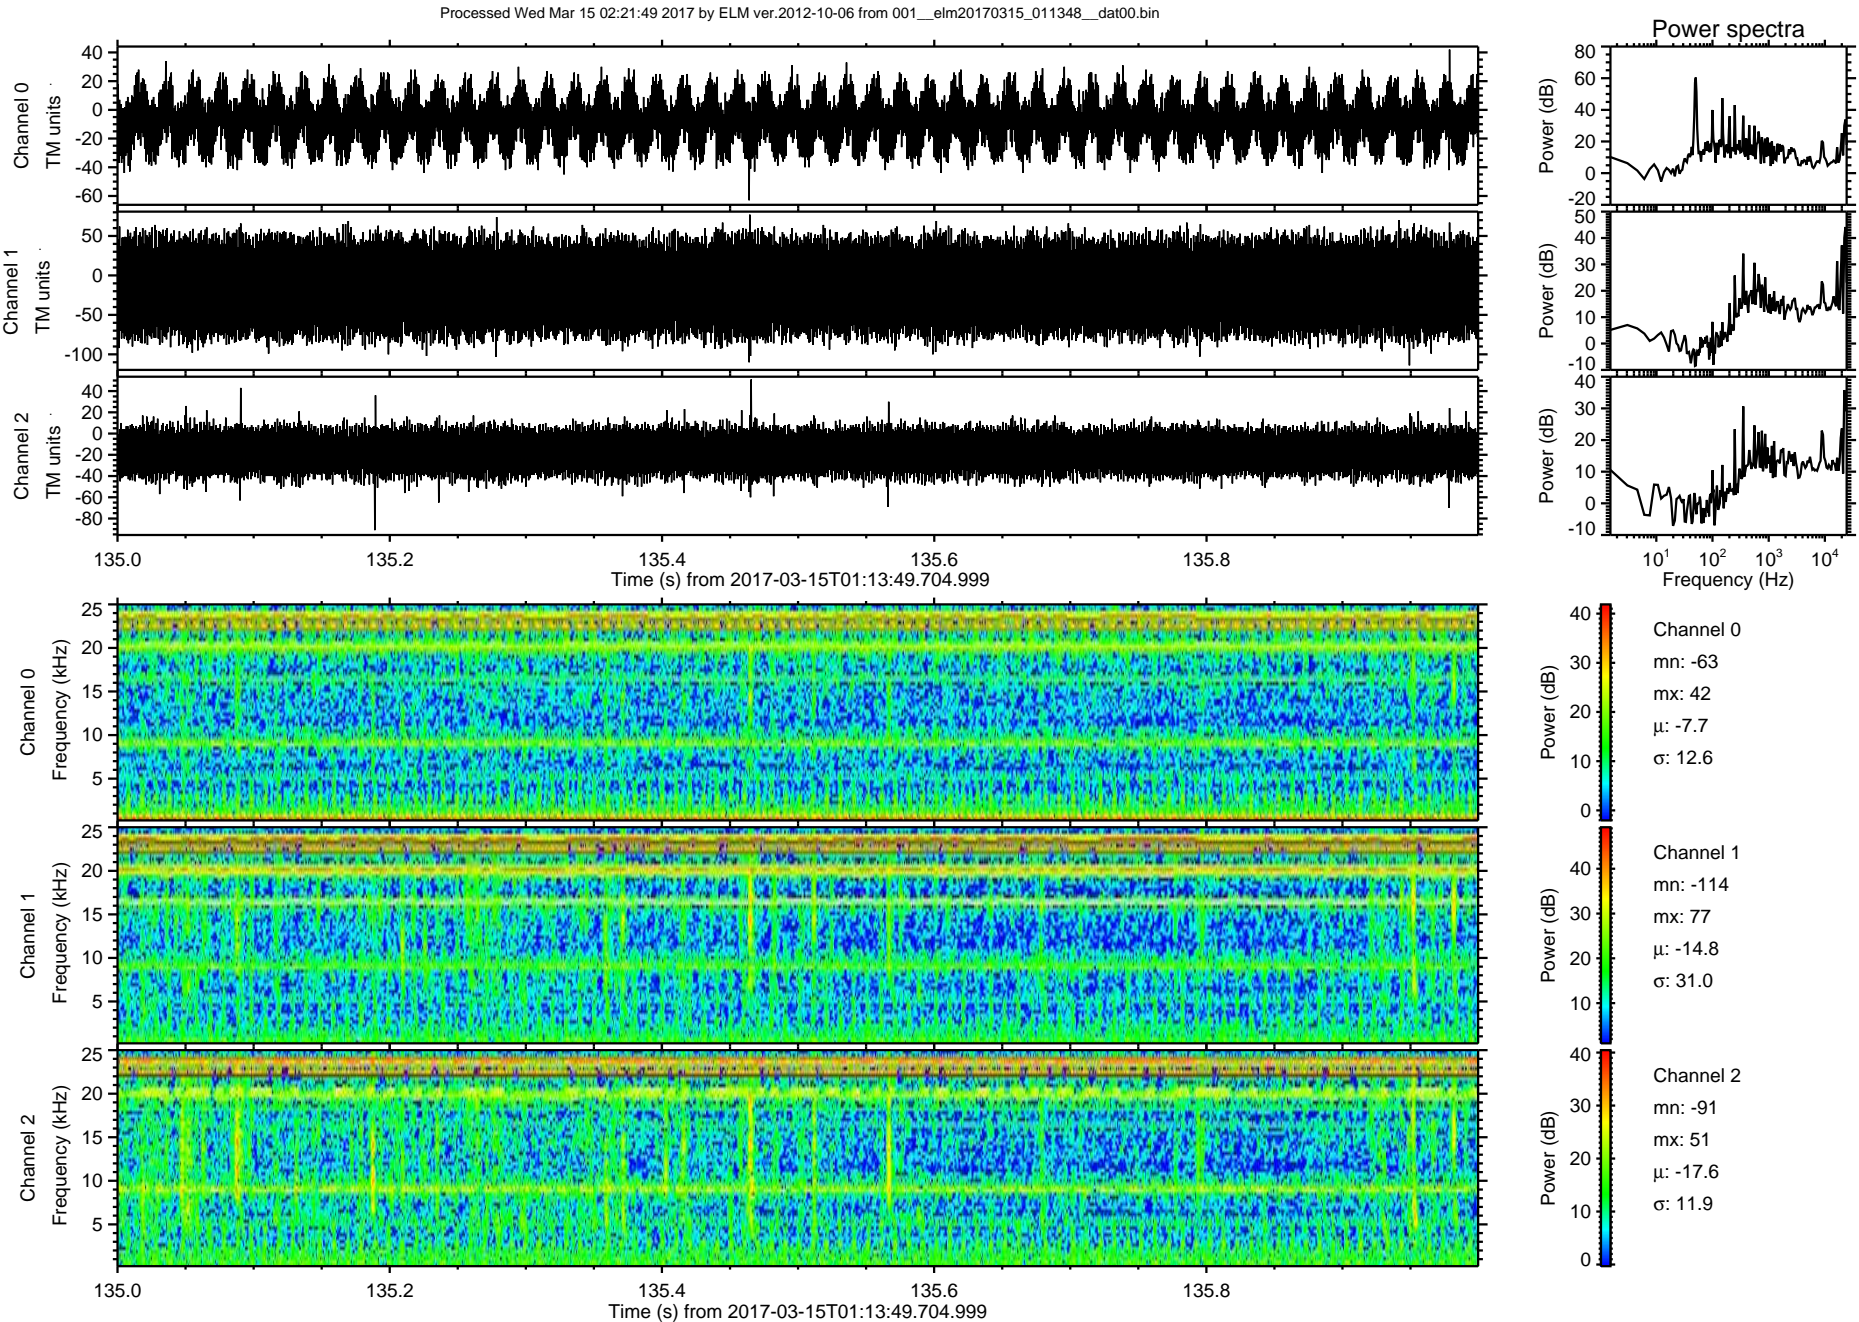 Processed Wed Mar 15 02:21:49 2017 by ELM ver.2012-10-06 from 001__elm20170315_011348__dat00.bin
Power spectra
Channel 0
TM units
40
20
0
-20
-40
-60
Power (dB)
80
60
40
20
0
-20
Channel 1
TM units
50
0
-50
-100
Power (dB)
50
40
30
20
10
0
-10
Channel 2
TM units
40
20
0
-20
-40
-60
-80
Power (dB)
40
30
20
10
0
-10
135.0 135.2 135.4 135.6 135.8
Time (s) from 2017-03-15T01:13:49.704.999
10^1 10^2 10^3 10^4
Frequency (Hz)
Channel 0
Frequency (kHz)
25
20
15
10
5
Power (dB)
40
30
20
10
0
Channel 0
mn: -63
mx: 42
μ: -7.7
σ: 12.6
Channel 1
Frequency (kHz)
25
20
15
10
5
Power (dB)
40
30
20
10
Channel 1
mn: -114
mx: 77
μ: -14.8
σ: 31.0
Channel 2
Frequency (kHz)
25
20
15
10
5
Power (dB)
40
30
20
10
0
Channel 2
mn: -91
mx: 51
μ: -17.6
σ: 11.9
135.0 135.2 135.4 135.6 135.8
Time (s) from 2017-03-15T01:13:49.704.999